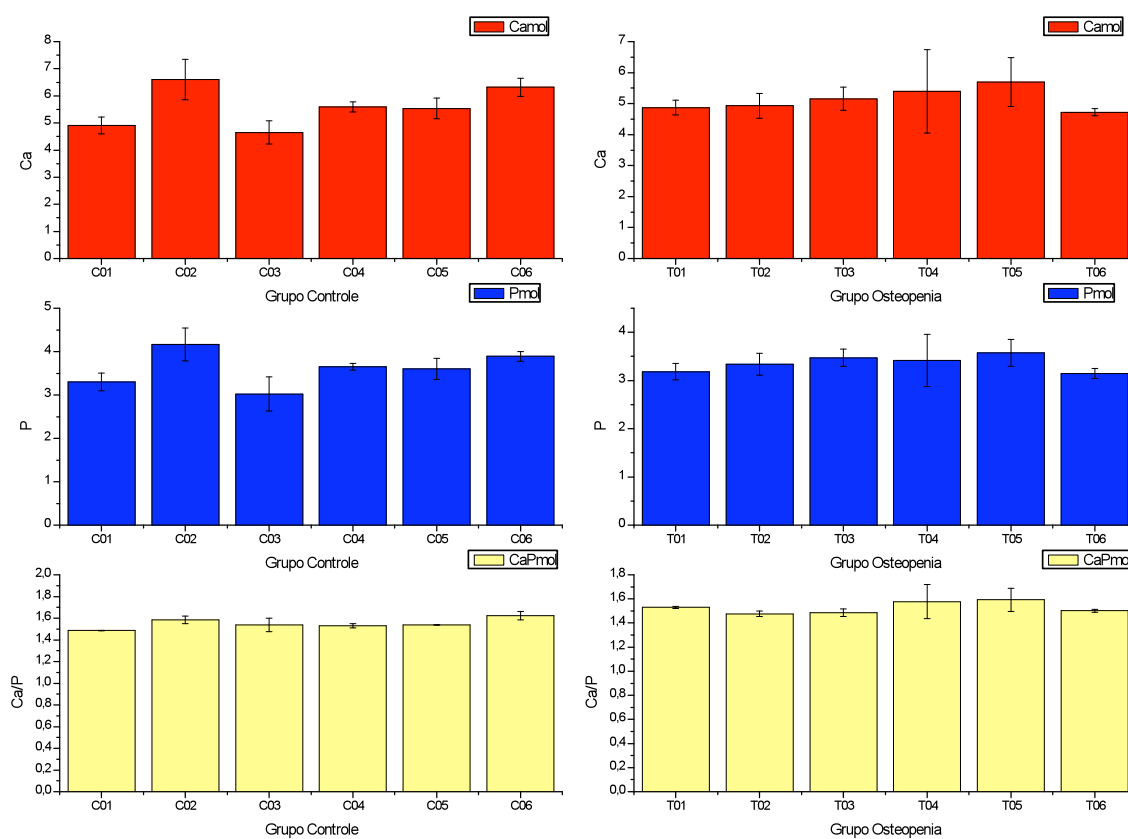 Camol
8
7
6
5
4
3
2
1
0
Ca
C01 C02 C03 C04 C05 C06
Grupo Controle
Camol
7
6
5
4
3
2
1
0
Ca
T01 T02 T03 T04 T05 T06
Grupo Osteopenia
Pmol
5
4
3
2
1
0
P
C01 C02 C03 C04 C05 C06
Grupo Controle
Pmol
4
3
2
1
0
P
T01 T02 T03 T04 T05 T06
Grupo Osteopenia
CaPmol
2,0
1,8
1,6
1,4
1,2
1,0
0,8
0,6
0,4
0,2
0,0
Ca/P
C01 C02 C03 C04 C05 C06
Grupo Controle
CaPmol
1,8
1,6
1,4
1,2
1,0
0,8
0,6
0,4
0,2
0,0
Ca/P
T01 T02 T03 T04 T05 T06
Grupo Osteopenia